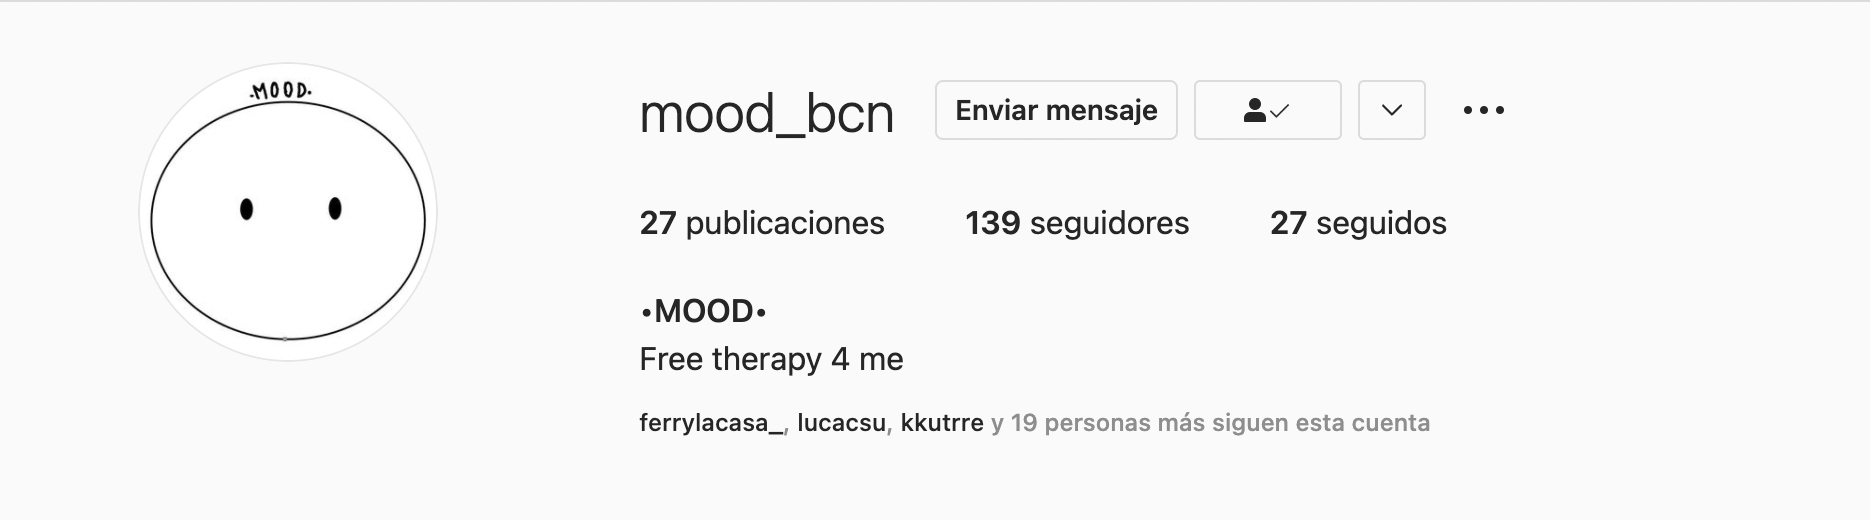 ·MOOD·
mood_bcn Enviar mensaje
27 publicaciones 139 seguidores 27 seguidos
•MOOD•
Free therapy 4 me
ferrylacasa_, lucacsu, kkutrre y 19 personas más siguen esta cuenta